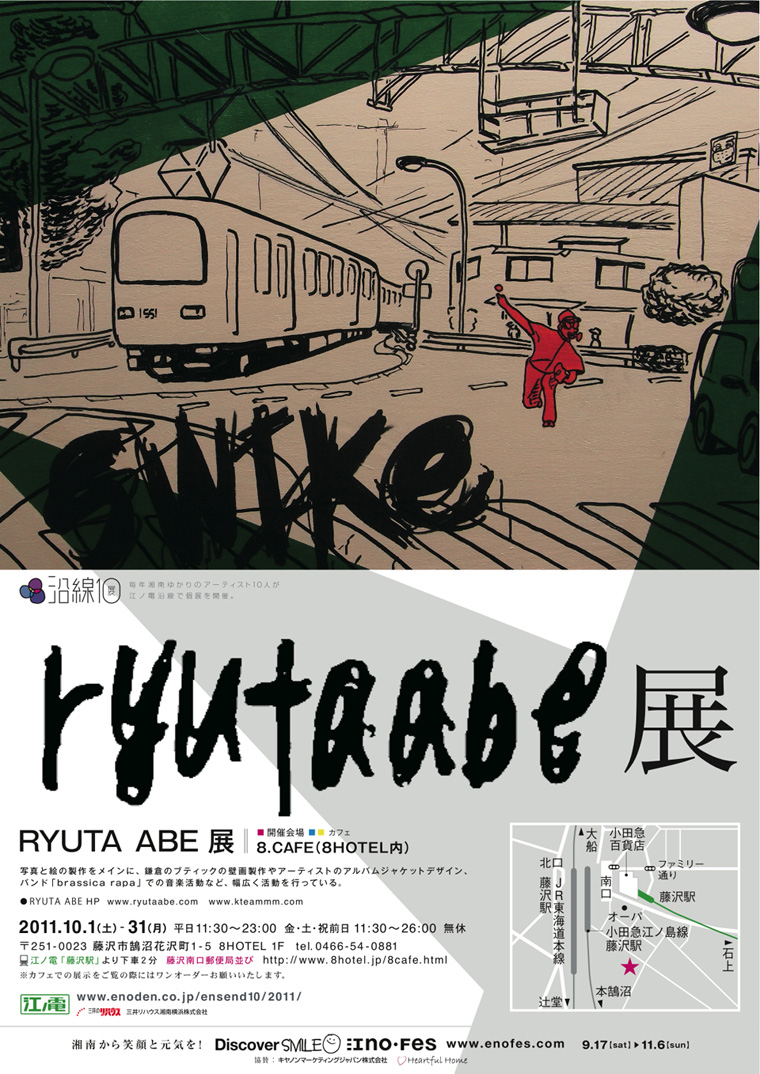 1551
swike
沿線10展
毎年湘南ゆかりのアーティスト10人が
江ノ電沿線で個展を開催。
ryutaabe 展
RYUTA ABE 展
■ 開催会場 ■■ カフェ
8.CAFE(8HOTEL内)
写真と絵の製作をメインに、鎌倉のブティックの壁画製作やアーティストのアルバムジャケットデザイン、
バンド「brassica rapa」での音楽活動など、幅広く活動を行っている。
●RYUTA ABE HP www.ryutaabe.com www.kteammm.com
2011.10.1(土) - 31(月) 平日11:30~23:00 金・土・祝前日 11:30~26:00 無休
〒251-0023 藤沢市鵠沼花沢町1-5 8HOTEL 1F tel. 0466-54-0881
江ノ電「藤沢駅」より下車2分 藤沢南口郵便局並び http://www.8hotel.jp/8cafe.html
※カフェでの展示をご覧の際にはワンオーダーお願いいたします。
江ノ電 www.enoden.co.jp/ensend10/2011/
三井のリハウス 三井リハウス湘南横浜株式会社
▲大船
小田急
百貨店
北口
藤沢駅
JR東海道本線
南口
ファミリー
通り
藤沢駅
オーパ
小田急江ノ島線
藤沢駅
石上
本鵠沼
辻堂
湘南から笑顔と元気を! Discover SMILE eno・Fes www.enofes.com 9.17[sat]▶11.6[sun]
協賛: キヤノンマーケティングジャパン株式会社 Heartful Home